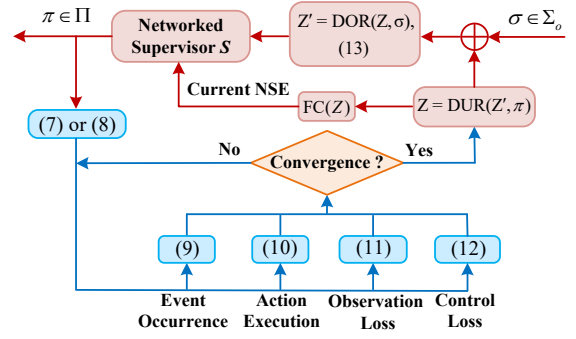 π ∈ Π
Networked
Supervisor S
Z′ = DOR(Z,σ),
(13)
σ ∈ Σₒ
Current NSE
FC(Z)
Z = DUR(Z′,π)
(7) or (8)
No
Convergence ?
Yes
(9)
(10)
(11)
(12)
Event
Occurrence
Action
Execution
Observation
Loss
Control
Loss